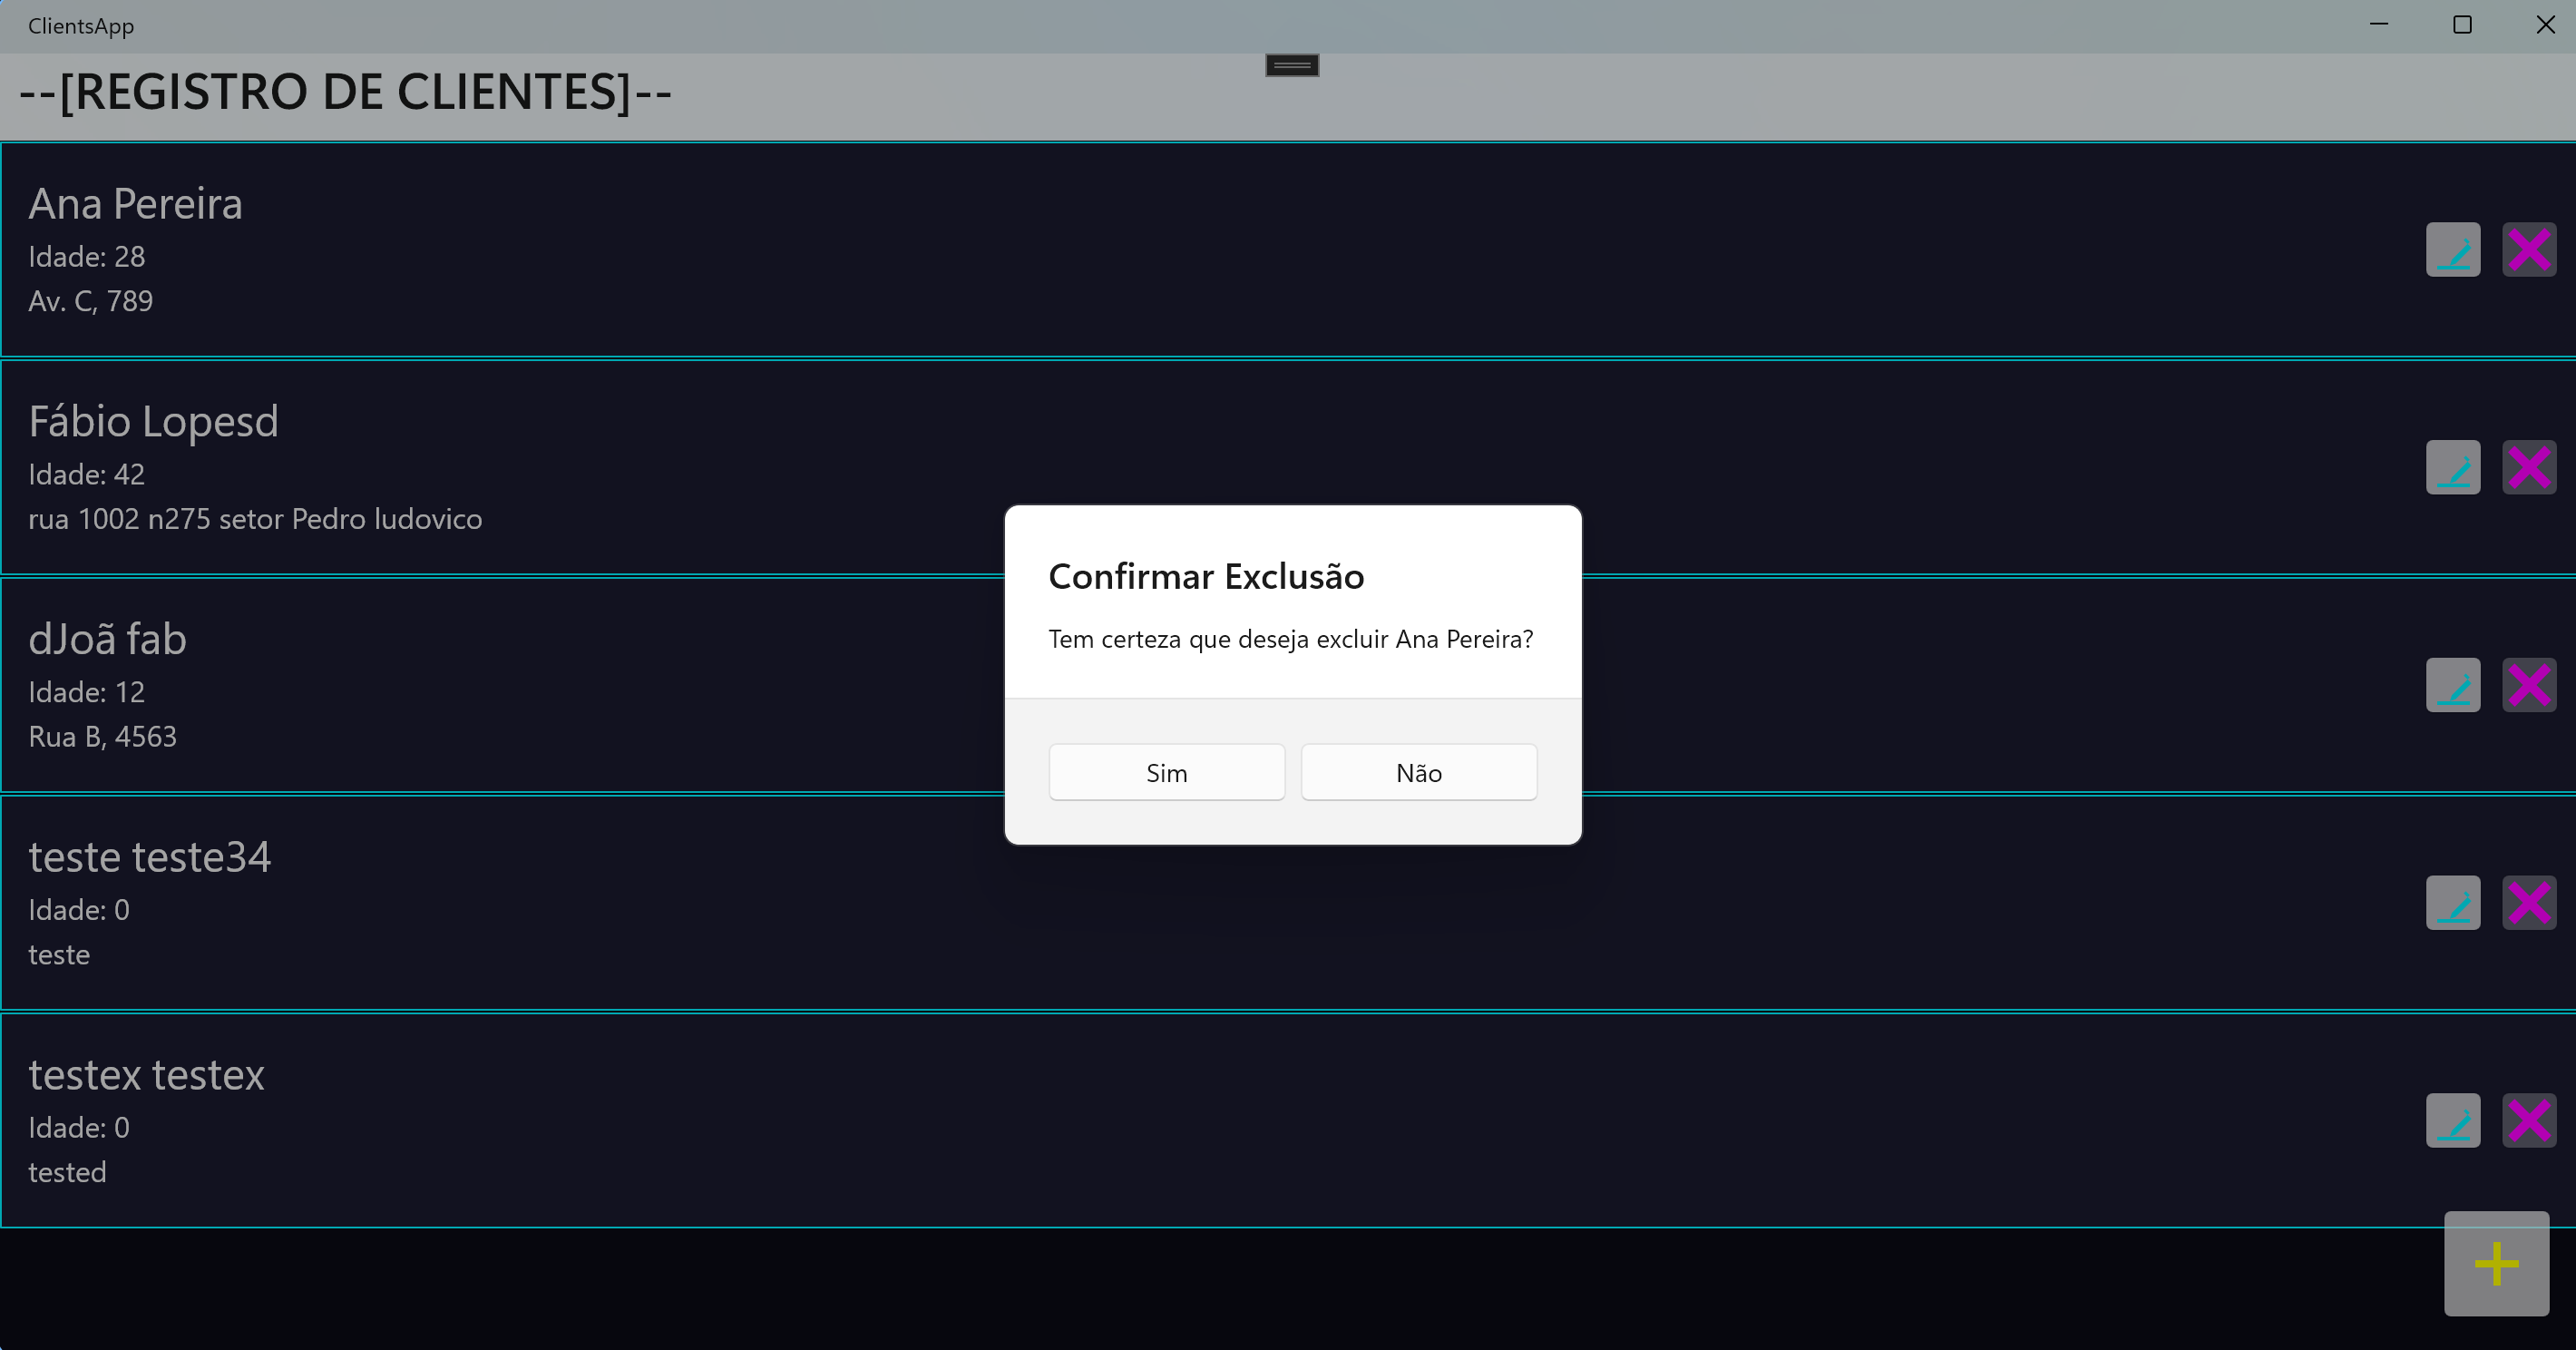 ClientsApp
--[REGISTRO DE CLIENTES]--
Ana Pereira
Idade: 28
Av. C, 789
Fábio Lopesd
Idade: 42
rua 1002 n275 setor Pedro ludovico
dJoã fab
Idade: 12
Rua B, 4563
teste teste34
Idade: 0
teste
testex testex
Idade: 0
tested
Confirmar Exclusão
Tem certeza que deseja excluir Ana Pereira?
Sim
Não